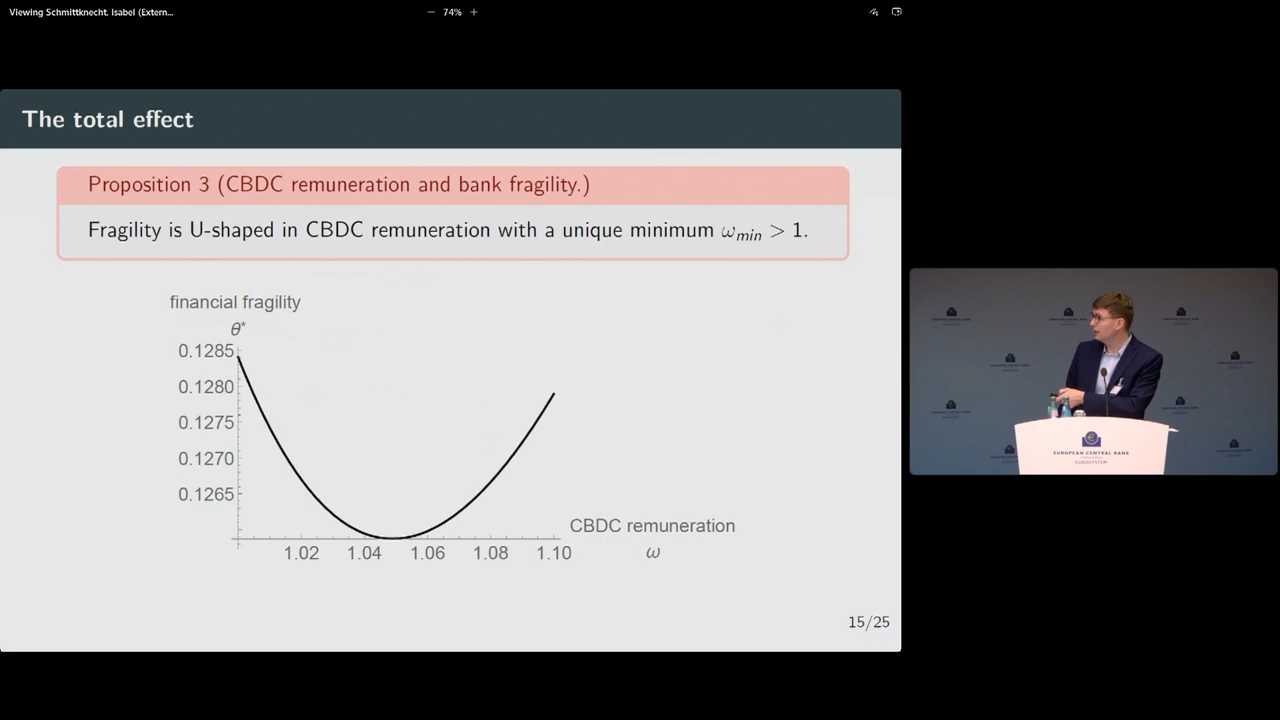 Viewing Schmittknecht, Isabel (Extern...
74%
The total effect
Proposition 3 (CBDC remuneration and bank fragility.)
Fragility is U-shaped in CBDC remuneration with a unique minimum ω_min > 1.
financial fragility
θ*
0.1285
0.1280
0.1275
0.1270
0.1265
1.02 1.04 1.06 1.08 1.10
CBDC remuneration
ω
15/25
EUROPEAN CENTRAL BANK
EUROSYSTEM